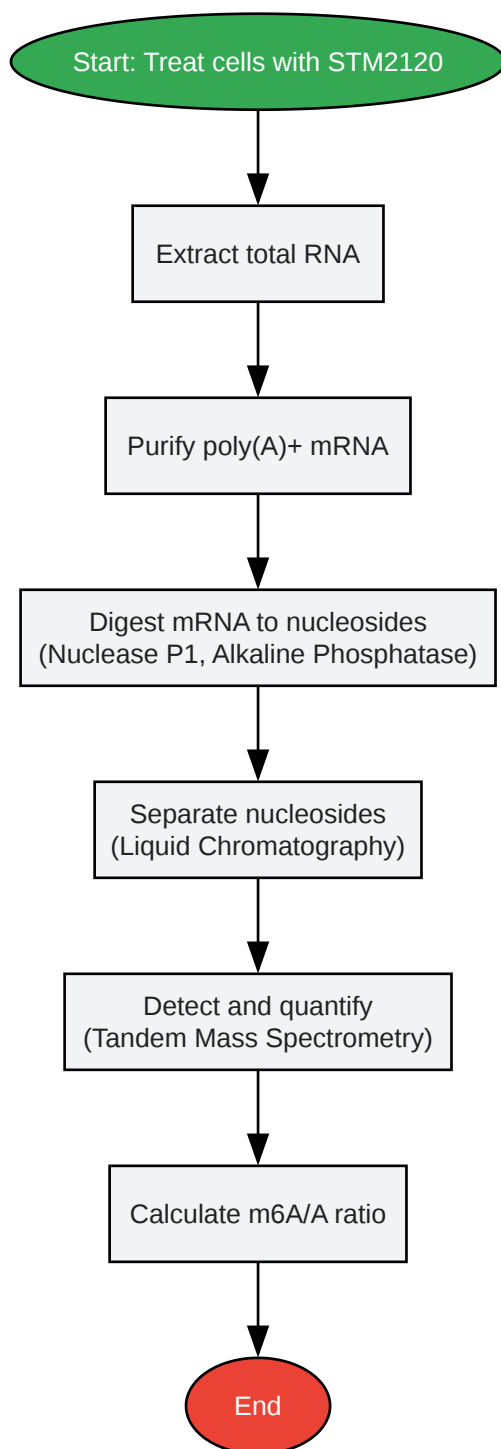 Start: Treat cells with STM2120
Extract total RNA
Purify poly(A)+ mRNA
Digest mRNA to nucleosides
(Nuclease P1, Alkaline Phosphatase)
Separate nucleosides
(Liquid Chromatography)
Detect and quantify
(Tandem Mass Spectrometry)
Calculate m6A/A ratio
End